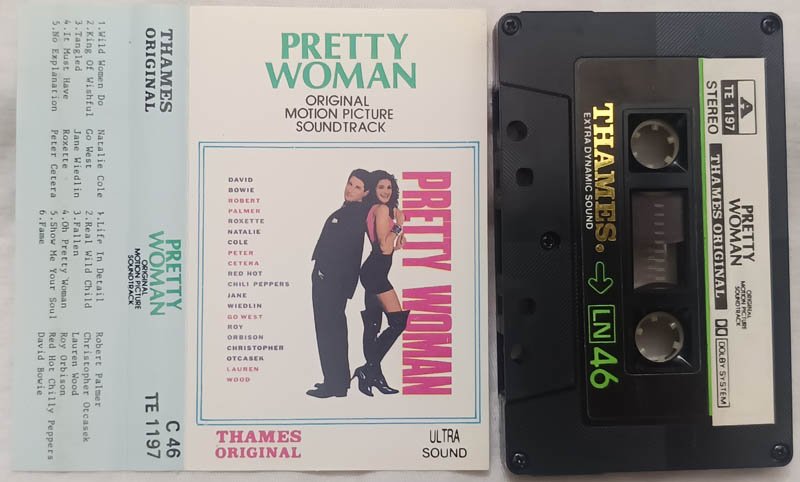 THAMES
ORIGINAL
1. Wild Women Do Natalie Cole
2. King Of Wishful Go West
3. Tangled Jane Wiedlin
4. It Must Have Roxette
5. No Explanation Peter Cetera
PRETTY
WOMAN
ORIGINAL
MOTION PICTURE
SOUNDTRACK
1. Life In Detail Robert Palmer
2. Real Wild Child Christopher Otcasek
3. Fallen Lauren Wood
4. Oh Pretty Woman Roy Orbison
5. Show Me Your Soul Red Hot Chilly Peppers
6. Fame David Bowie
C 46
TE 1197
PRETTY
WOMAN
ORIGINAL
MOTION PICTURE
SOUNDTRACK
DAVID
BOWIE
ROBERT
PALMER
ROXETTE
NATALIE
COLE
PETER
CETERA
RED HOT
CHILI PEPPERS
JANE
WIEDLIN
GO WEST
ROY
ORBISON
CHRISTOPHER
OTCASEK
LAUREN
WOOD
PRETTY WOMAN
THAMES
ORIGINAL
ULTRA
SOUND
THAMES.
EXTRA DYNAMIC SOUND
LN 46
TE 1197
STEREO
THAMES ORIGINAL
PRETTY
WOMAN
ORIGINAL
MOTION PICTURE
SOUNDTRACK
DOLBY SYSTEM